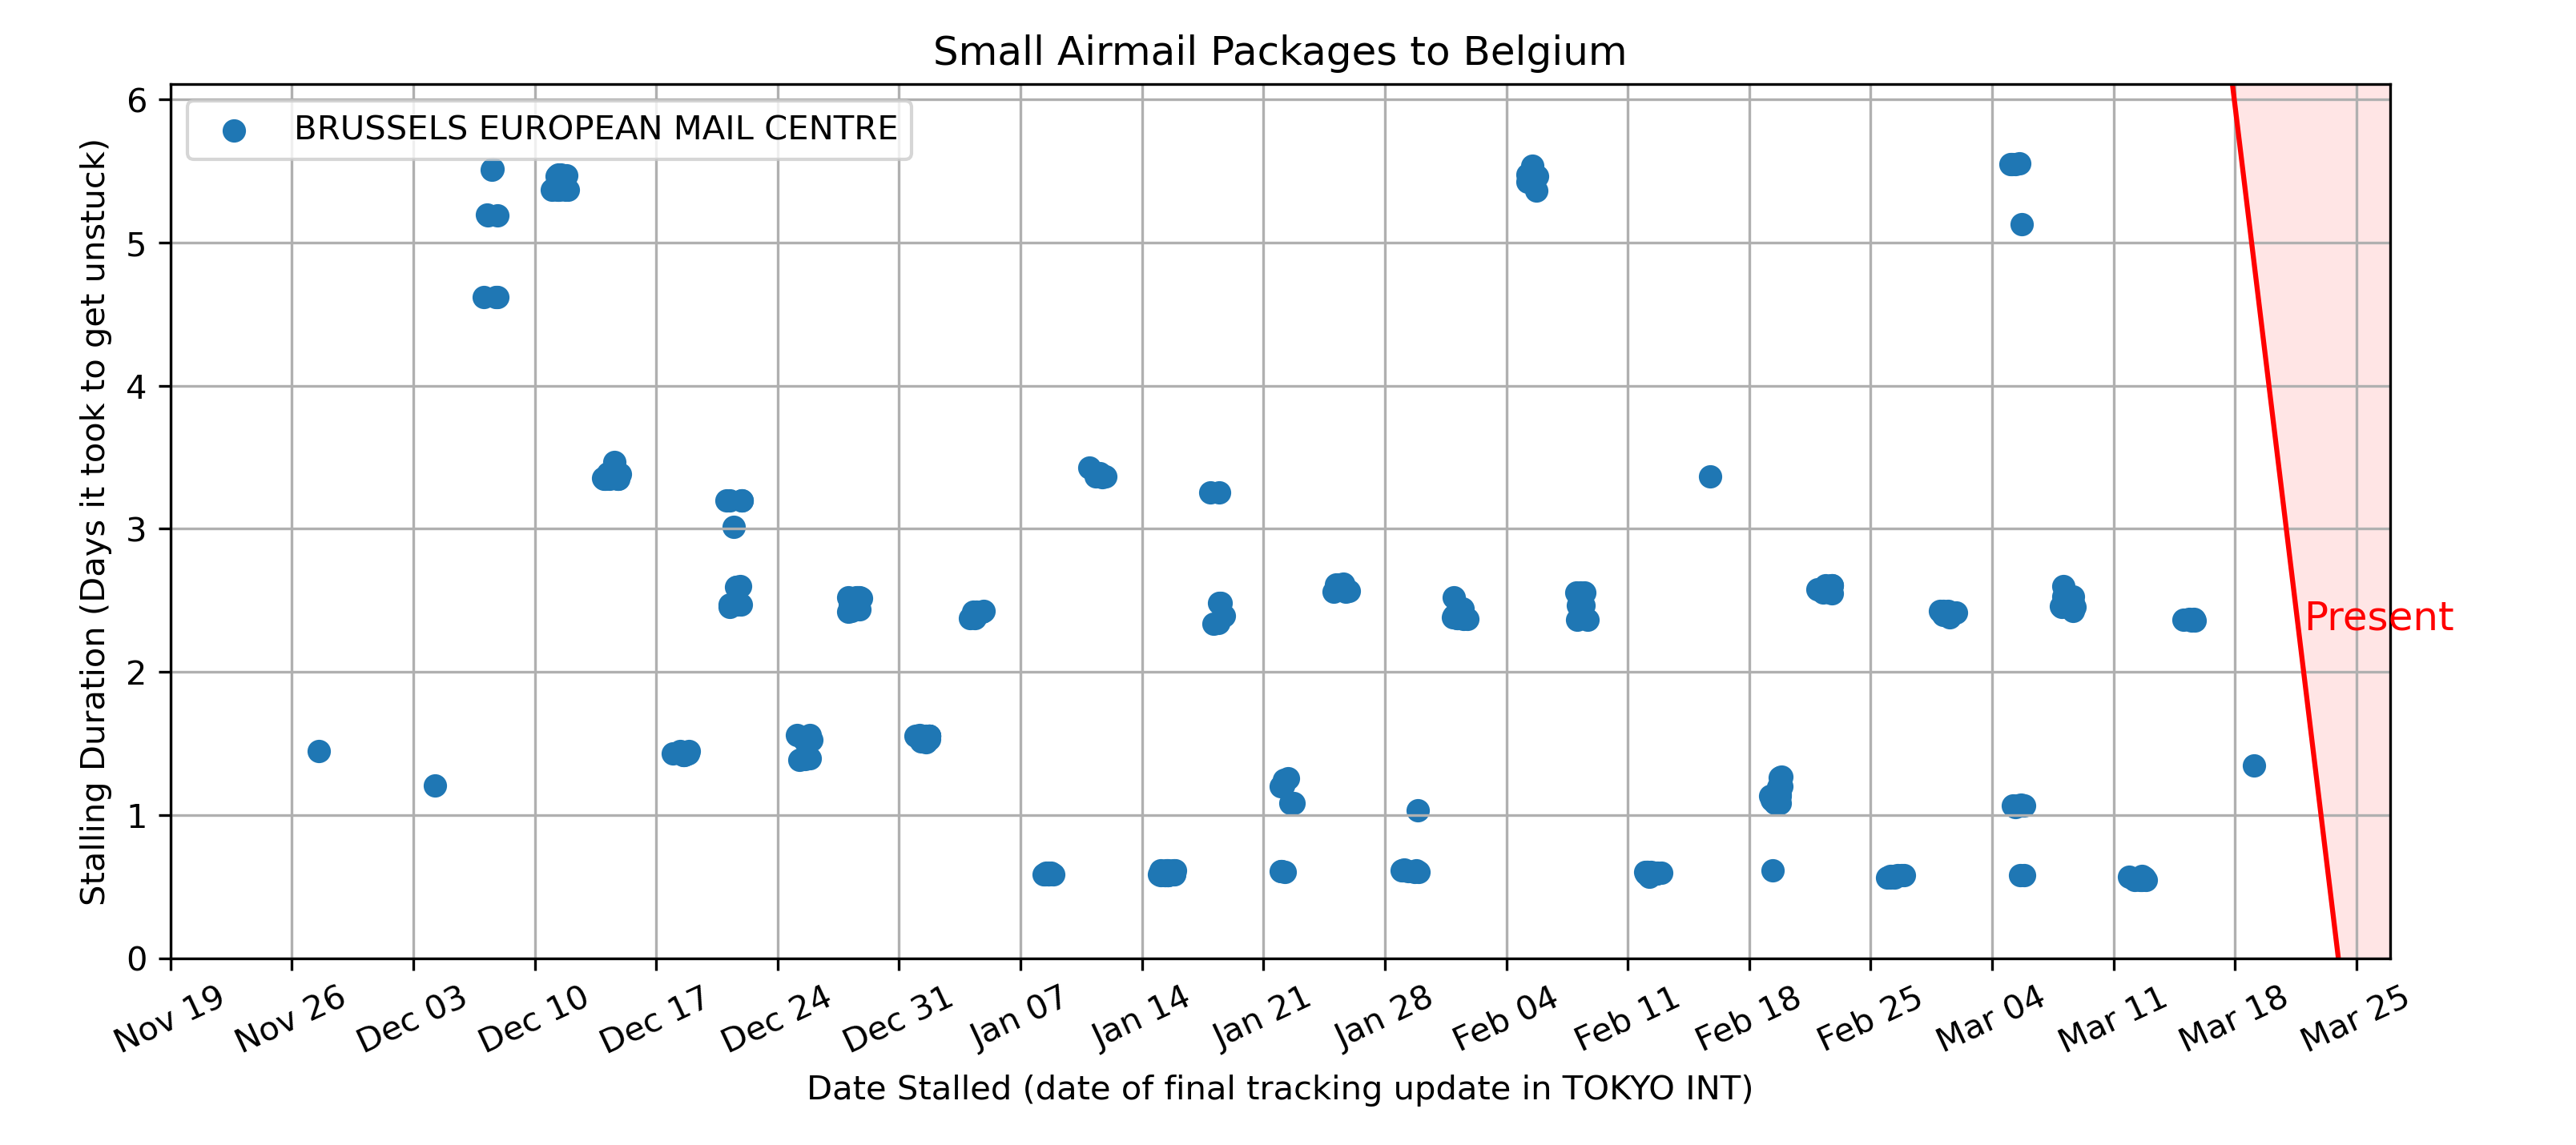 Small Airmail Packages to Belgium
BRUSSELS EUROPEAN MAIL CENTRE
Stalling Duration (Days it took to get unstuck)
6
5
4
3
2
1
0
Present
Nov 19
Nov 26
Dec 03
Dec 10
Dec 17
Dec 24
Dec 31
Jan 07
Jan 14
Jan 21
Jan 28
Feb 04
Feb 11
Feb 18
Feb 25
Mar 04
Mar 11
Mar 18
Mar 25
Date Stalled (date of final tracking update in TOKYO INT)